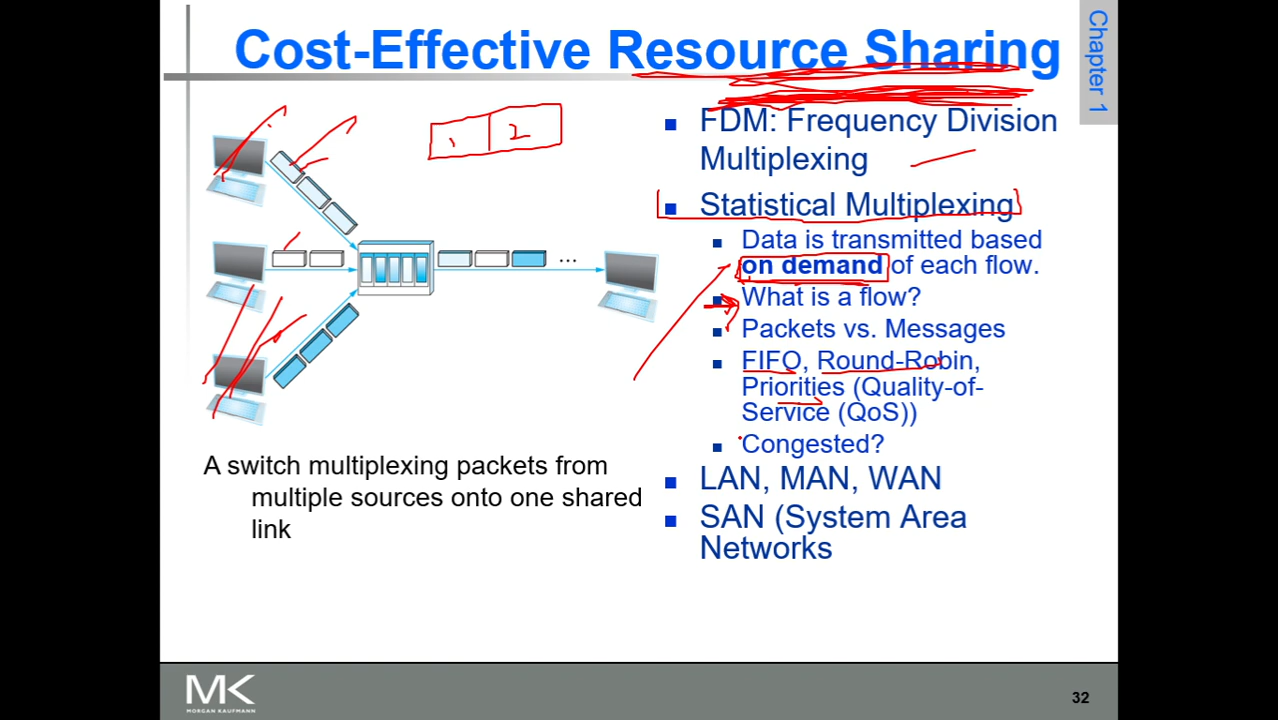 Cost-Effective Resource Sharing
Chapter 1
1 2
FDM: Frequency Division
Multiplexing
Statistical Multiplexing
Data is transmitted based
on demand of each flow.
What is a flow?
Packets vs. Messages
FIFO, Round-Robin,
Priorities (Quality-of-
Service (QoS))
Congested?
LAN, MAN, WAN
SAN (System Area
Networks
...
A switch multiplexing packets from
multiple sources onto one shared
link
MK
MORGAN KAUFMANN
32